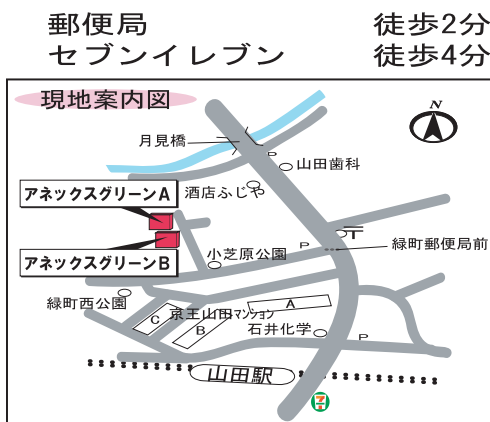 郵便局 徒歩2分
セブンイレブン 徒歩4分
現地案内図
N
月見橋
P
山田歯科
アネックスグリーンA
酒店ふじや
〒
アネックスグリーンB
小芝原公園
P
緑町郵便局前
緑町西公園
京王山田マンション
A
B
C
石井化学
P
山田駅
7